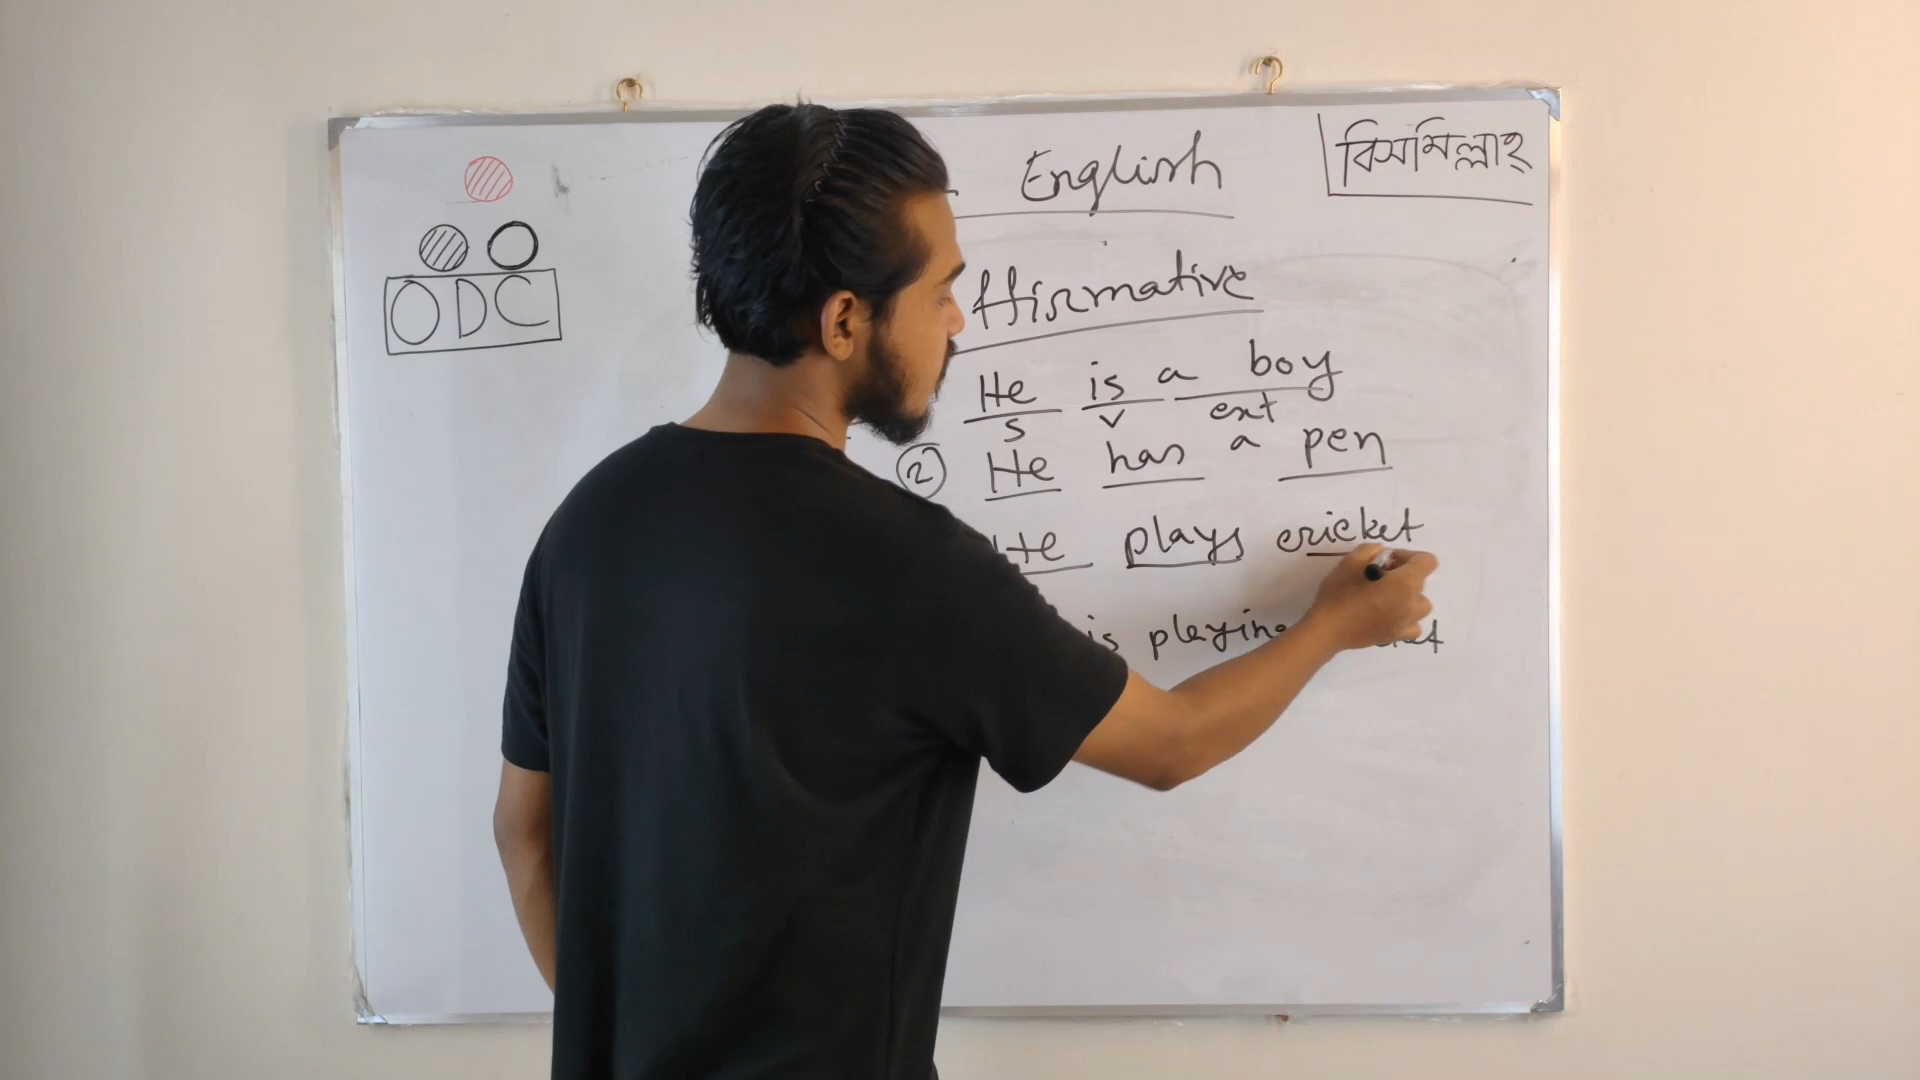 English
বিসমিল্লাহ
ODC
ffirmative
He is a boy
S V ext
2 He has a pen
He plays cricket
is playing